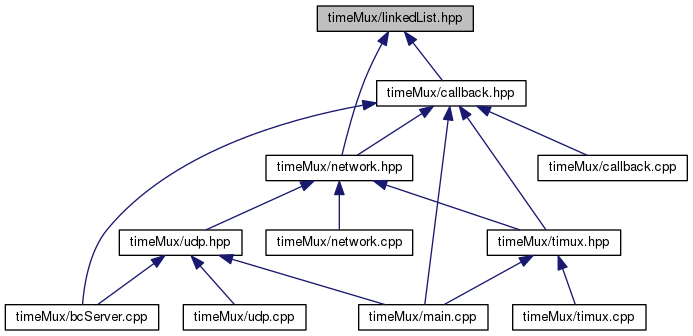 timeMux/linkedList.hpp
timeMux/callback.hpp
timeMux/network.hpp
timeMux/callback.cpp
timeMux/udp.hpp
timeMux/network.cpp
timeMux/timux.hpp
timeMux/bcServer.cpp
timeMux/udp.cpp
timeMux/main.cpp
timeMux/timux.cpp